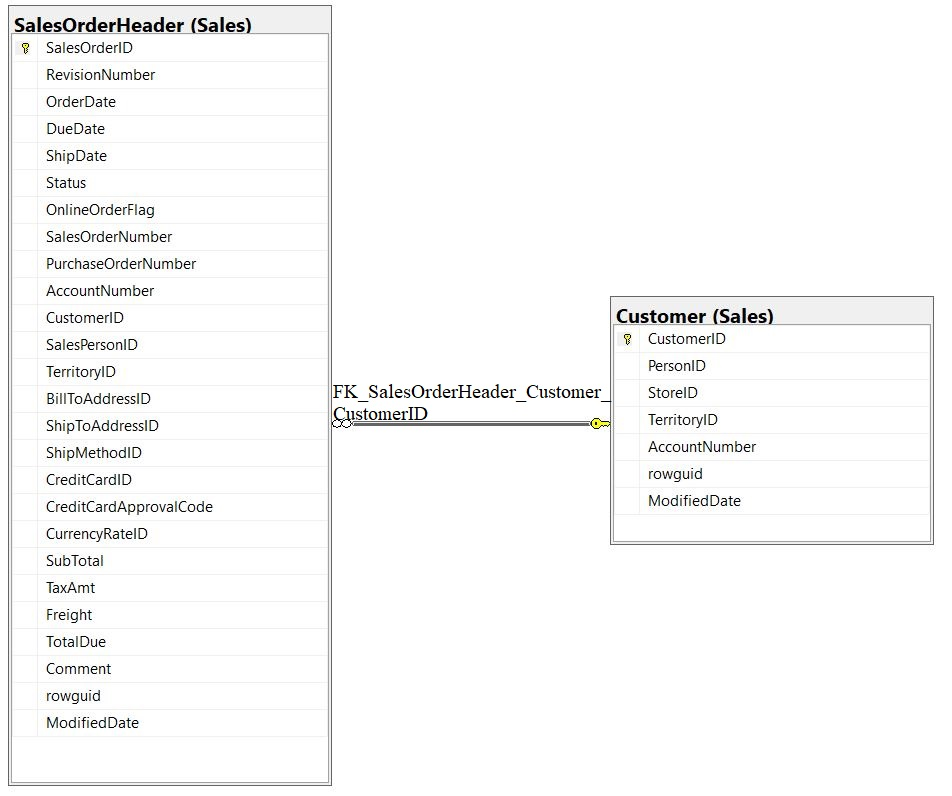 SalesOrderHeader (Sales)
SalesOrderID
RevisionNumber
OrderDate
DueDate
ShipDate
Status
OnlineOrderFlag
SalesOrderNumber
PurchaseOrderNumber
AccountNumber
CustomerID
SalesPersonID
TerritoryID
BillToAddressID
ShipToAddressID
ShipMethodID
CreditCardID
CreditCardApprovalCode
CurrencyRateID
SubTotal
TaxAmt
Freight
TotalDue
Comment
rowguid
ModifiedDate
FK_SalesOrderHeader_Customer_
CustomerID
Customer (Sales)
CustomerID
PersonID
StoreID
TerritoryID
AccountNumber
rowguid
ModifiedDate